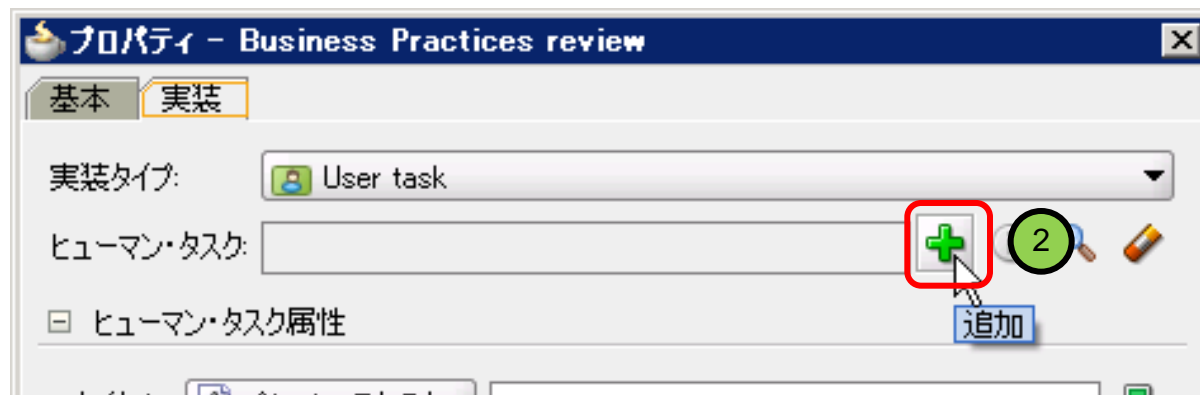 プロパティ - Business Practices review
基本 実装
実装タイプ: User task
ヒューマン・タスク:
2
追加
ヒューマン・タスク属性